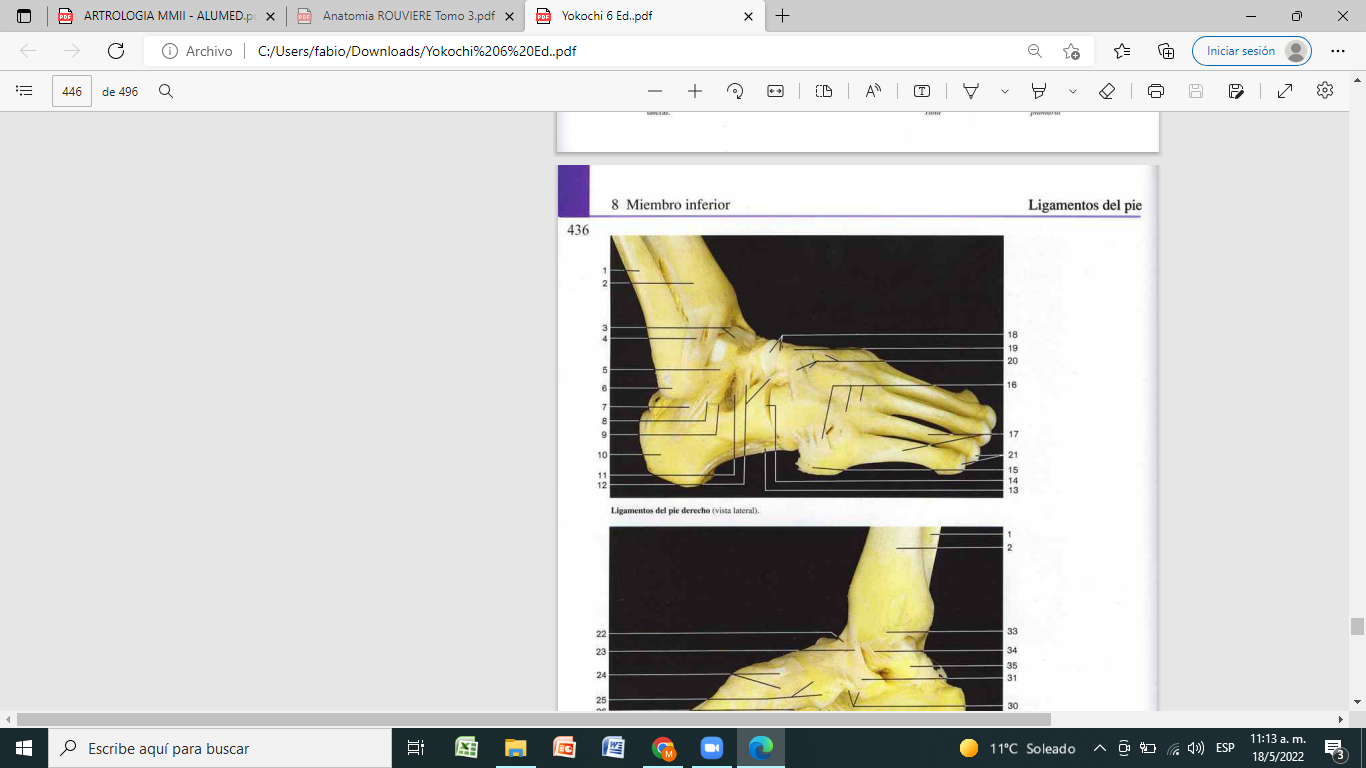 ARTROLOGIA MMII - ALUMED.p
Anatomia ROUVIERE Tomo 3.pdf
Yokochi 6 Ed..pdf
Archivo
C:/Users/fabio/Downloads/Yokochi%206%20Ed..pdf
Iniciar sesión
446
de 496
lateral.
plantaria
8 Miembro inferior
Ligamentos del pie
436
1
2
3
4
5
6
7
8
9
10
11
12
18
19
20
16
17
21
15
14
13
Ligamentos del pie derecho (vista lateral).
1
2
22
23
24
25
33
34
35
31
30
Escribe aquí para buscar
11°C Soleado
ESP
11:13 a. m.
18/5/2022
3